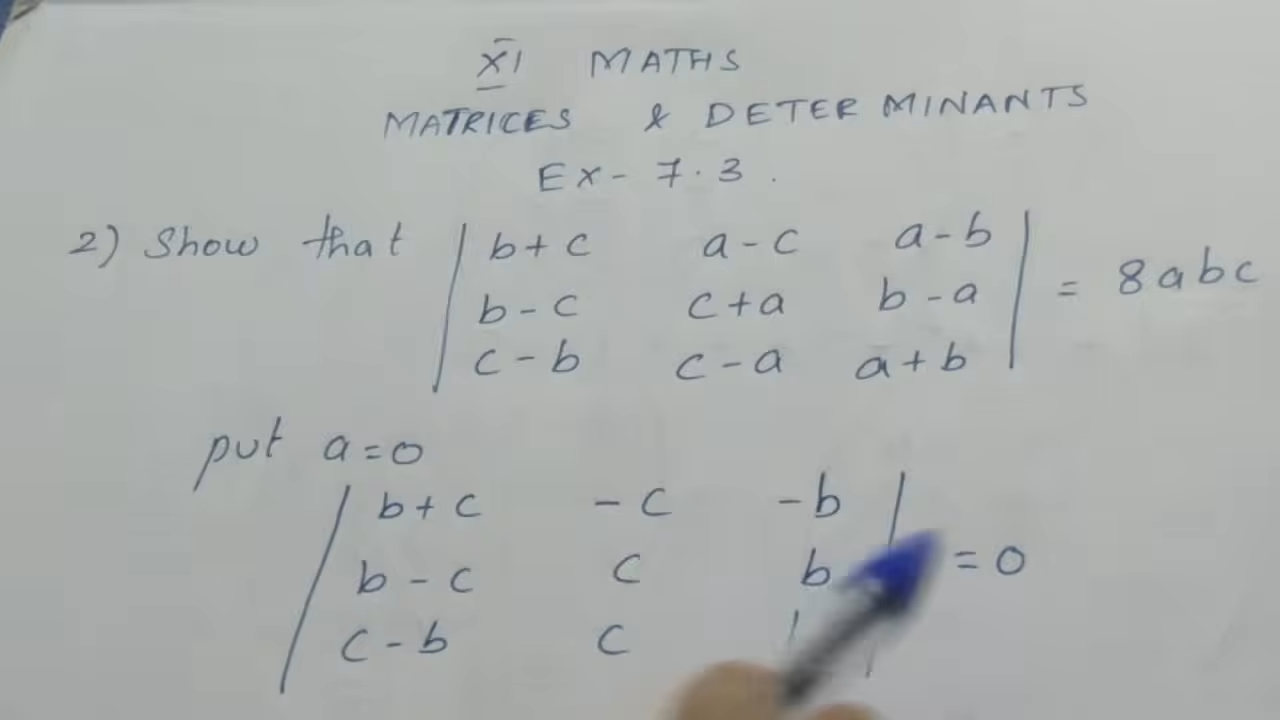 XI MATHS
MATRICES & DETERMINANTS
Ex- 7.3.
2) Show that | b+c a-c a-b |
| b-c c+a b-a | = 8abc
| c-b c-a a+b |
put a=0
| b+c -c -b |
| b-c c b | = 0
| c-b c